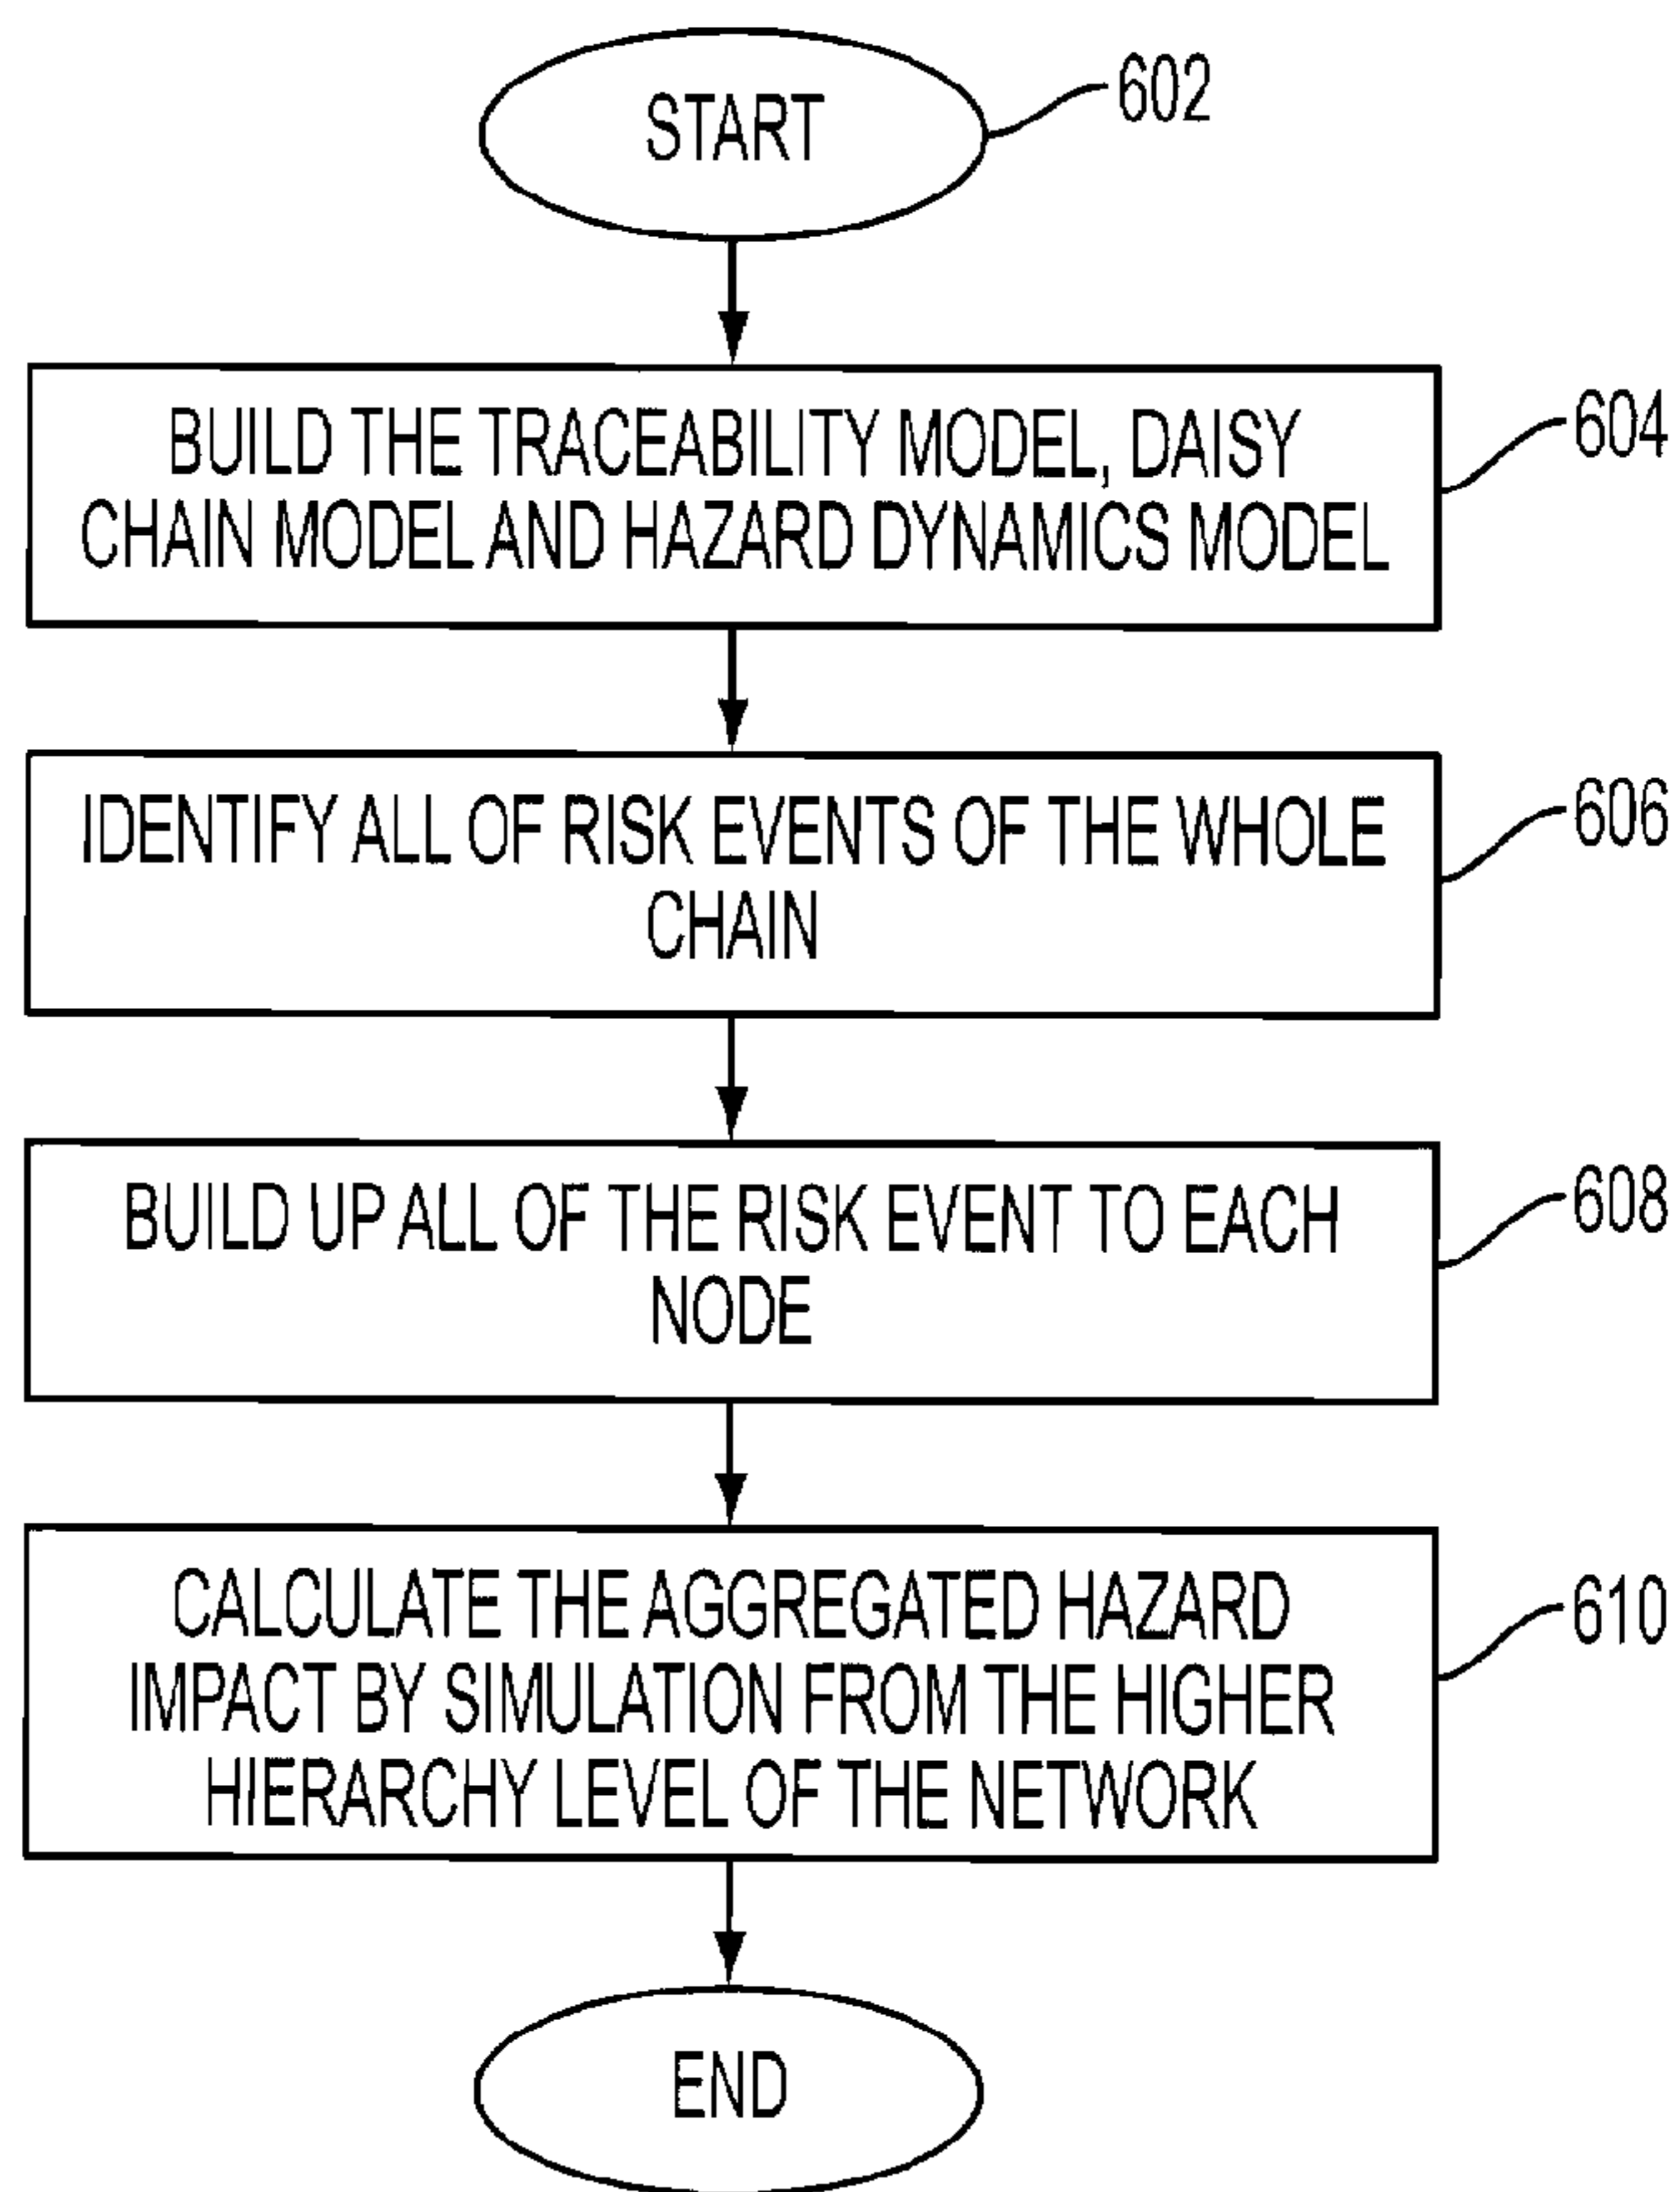 START
602
BUILD THE TRACEABILITY MODEL, DAISY
CHAIN MODEL AND HAZARD DYNAMICS MODEL
604
IDENTIFY ALL OF RISK EVENTS OF THE WHOLE
CHAIN
606
BUILD UP ALL OF THE RISK EVENT TO EACH
NODE
608
CALCULATE THE AGGREGATED HAZARD
IMPACT BY SIMULATION FROM THE HIGHER
HIERARCHY LEVEL OF THE NETWORK
610
END